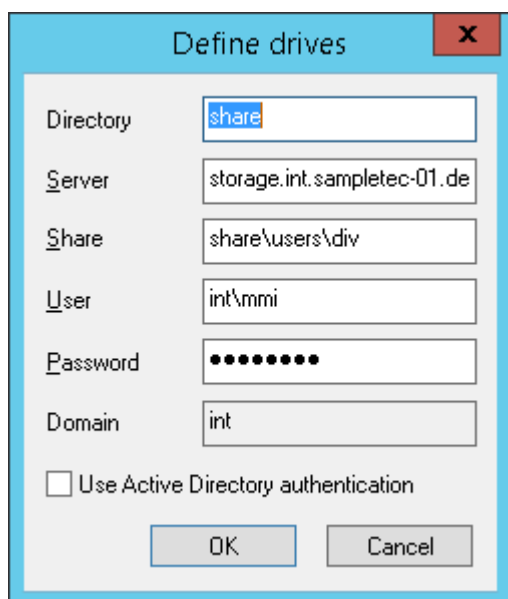 Define drives
x
Directory share
Server storage.int.sampletec-01.de
Share share\users\div
User int\mmi
Password ●●●●●●●●
Domain int
Use Active Directory authentication
OK Cancel